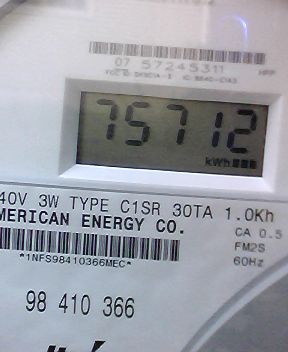 07 57245311
75712
kWh
40V 3W TYPE C1SR 30TA 1.0Kh
MERICAN ENERGY CO.
CA 0.5
FM2S
60Hz
*1NFS98410366MEC*
98 410 366